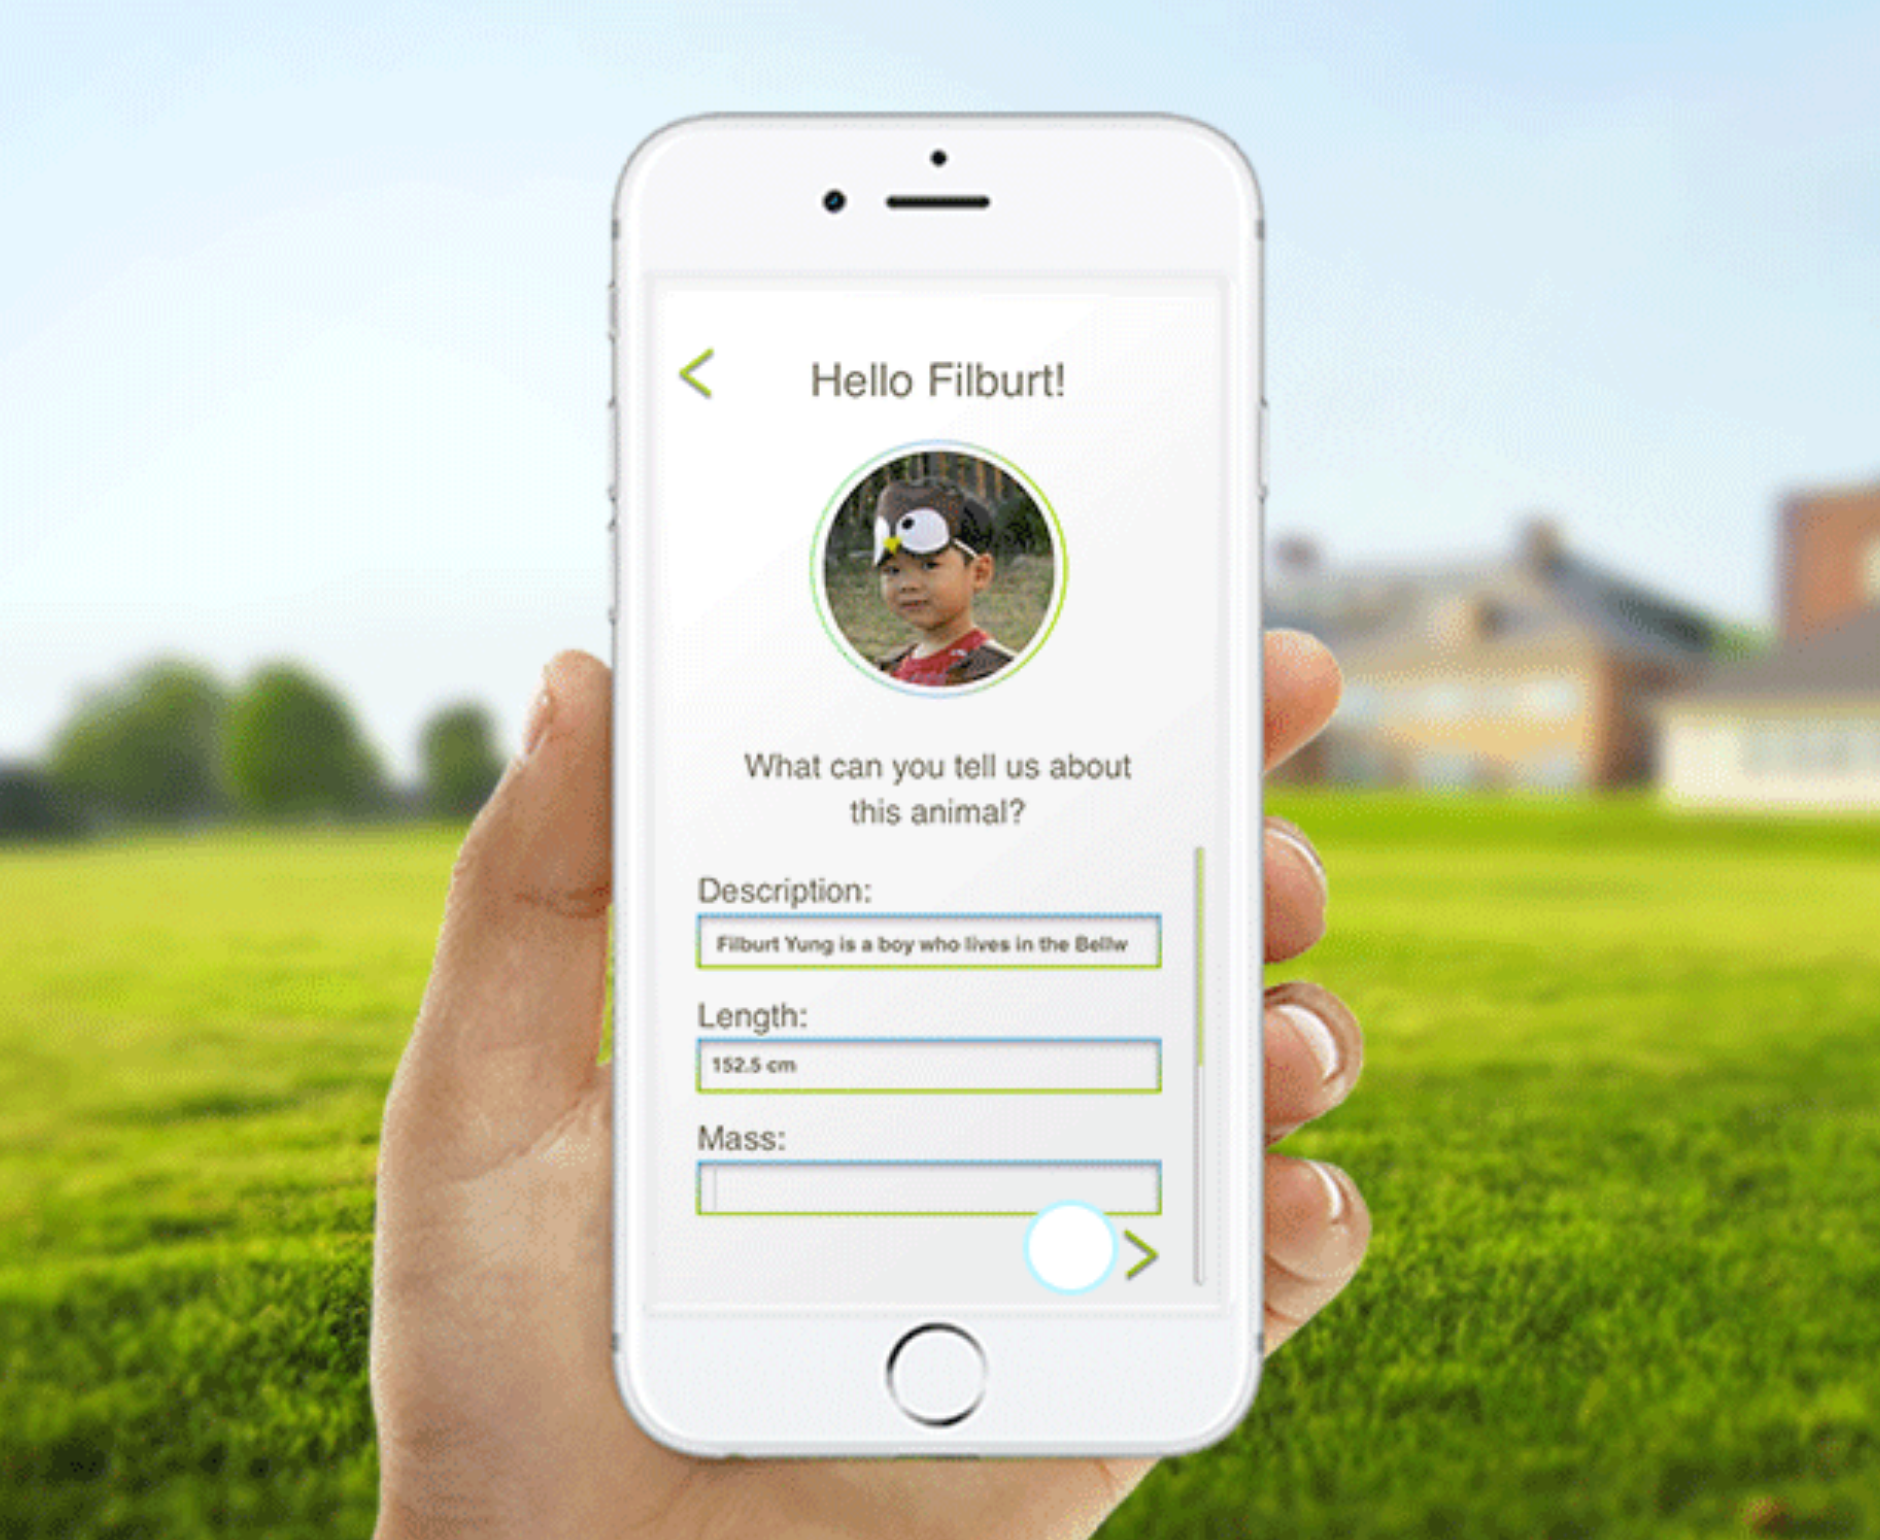 Hello Filburt!
What can you tell us about
this animal?
Description:
Filburt Yung is a boy who lives in the Bellw
Length:
152.5 cm
Mass: